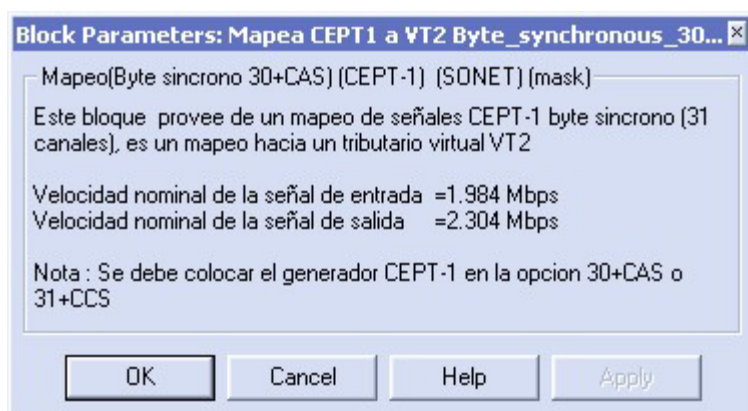 Block Parameters: Mapea CEPT1 a VT2 Byte_synchronous_30...
Mapeo(Byte sincrono 30+CAS) (CEPT-1) (SONET) (mask)
Este bloque provee de un mapeo de señales CEPT-1 byte sincrono (31
canales), es un mapeo hacia un tributario virtual VT2
Velocidad nominal de la señal de entrada =1.984 Mbps
Velocidad nominal de la señal de salida =2.304 Mbps
Nota : Se debe colocar el generador CEPT-1 en la opcion 30+CAS o
31+CCS
OK Cancel Help Apply